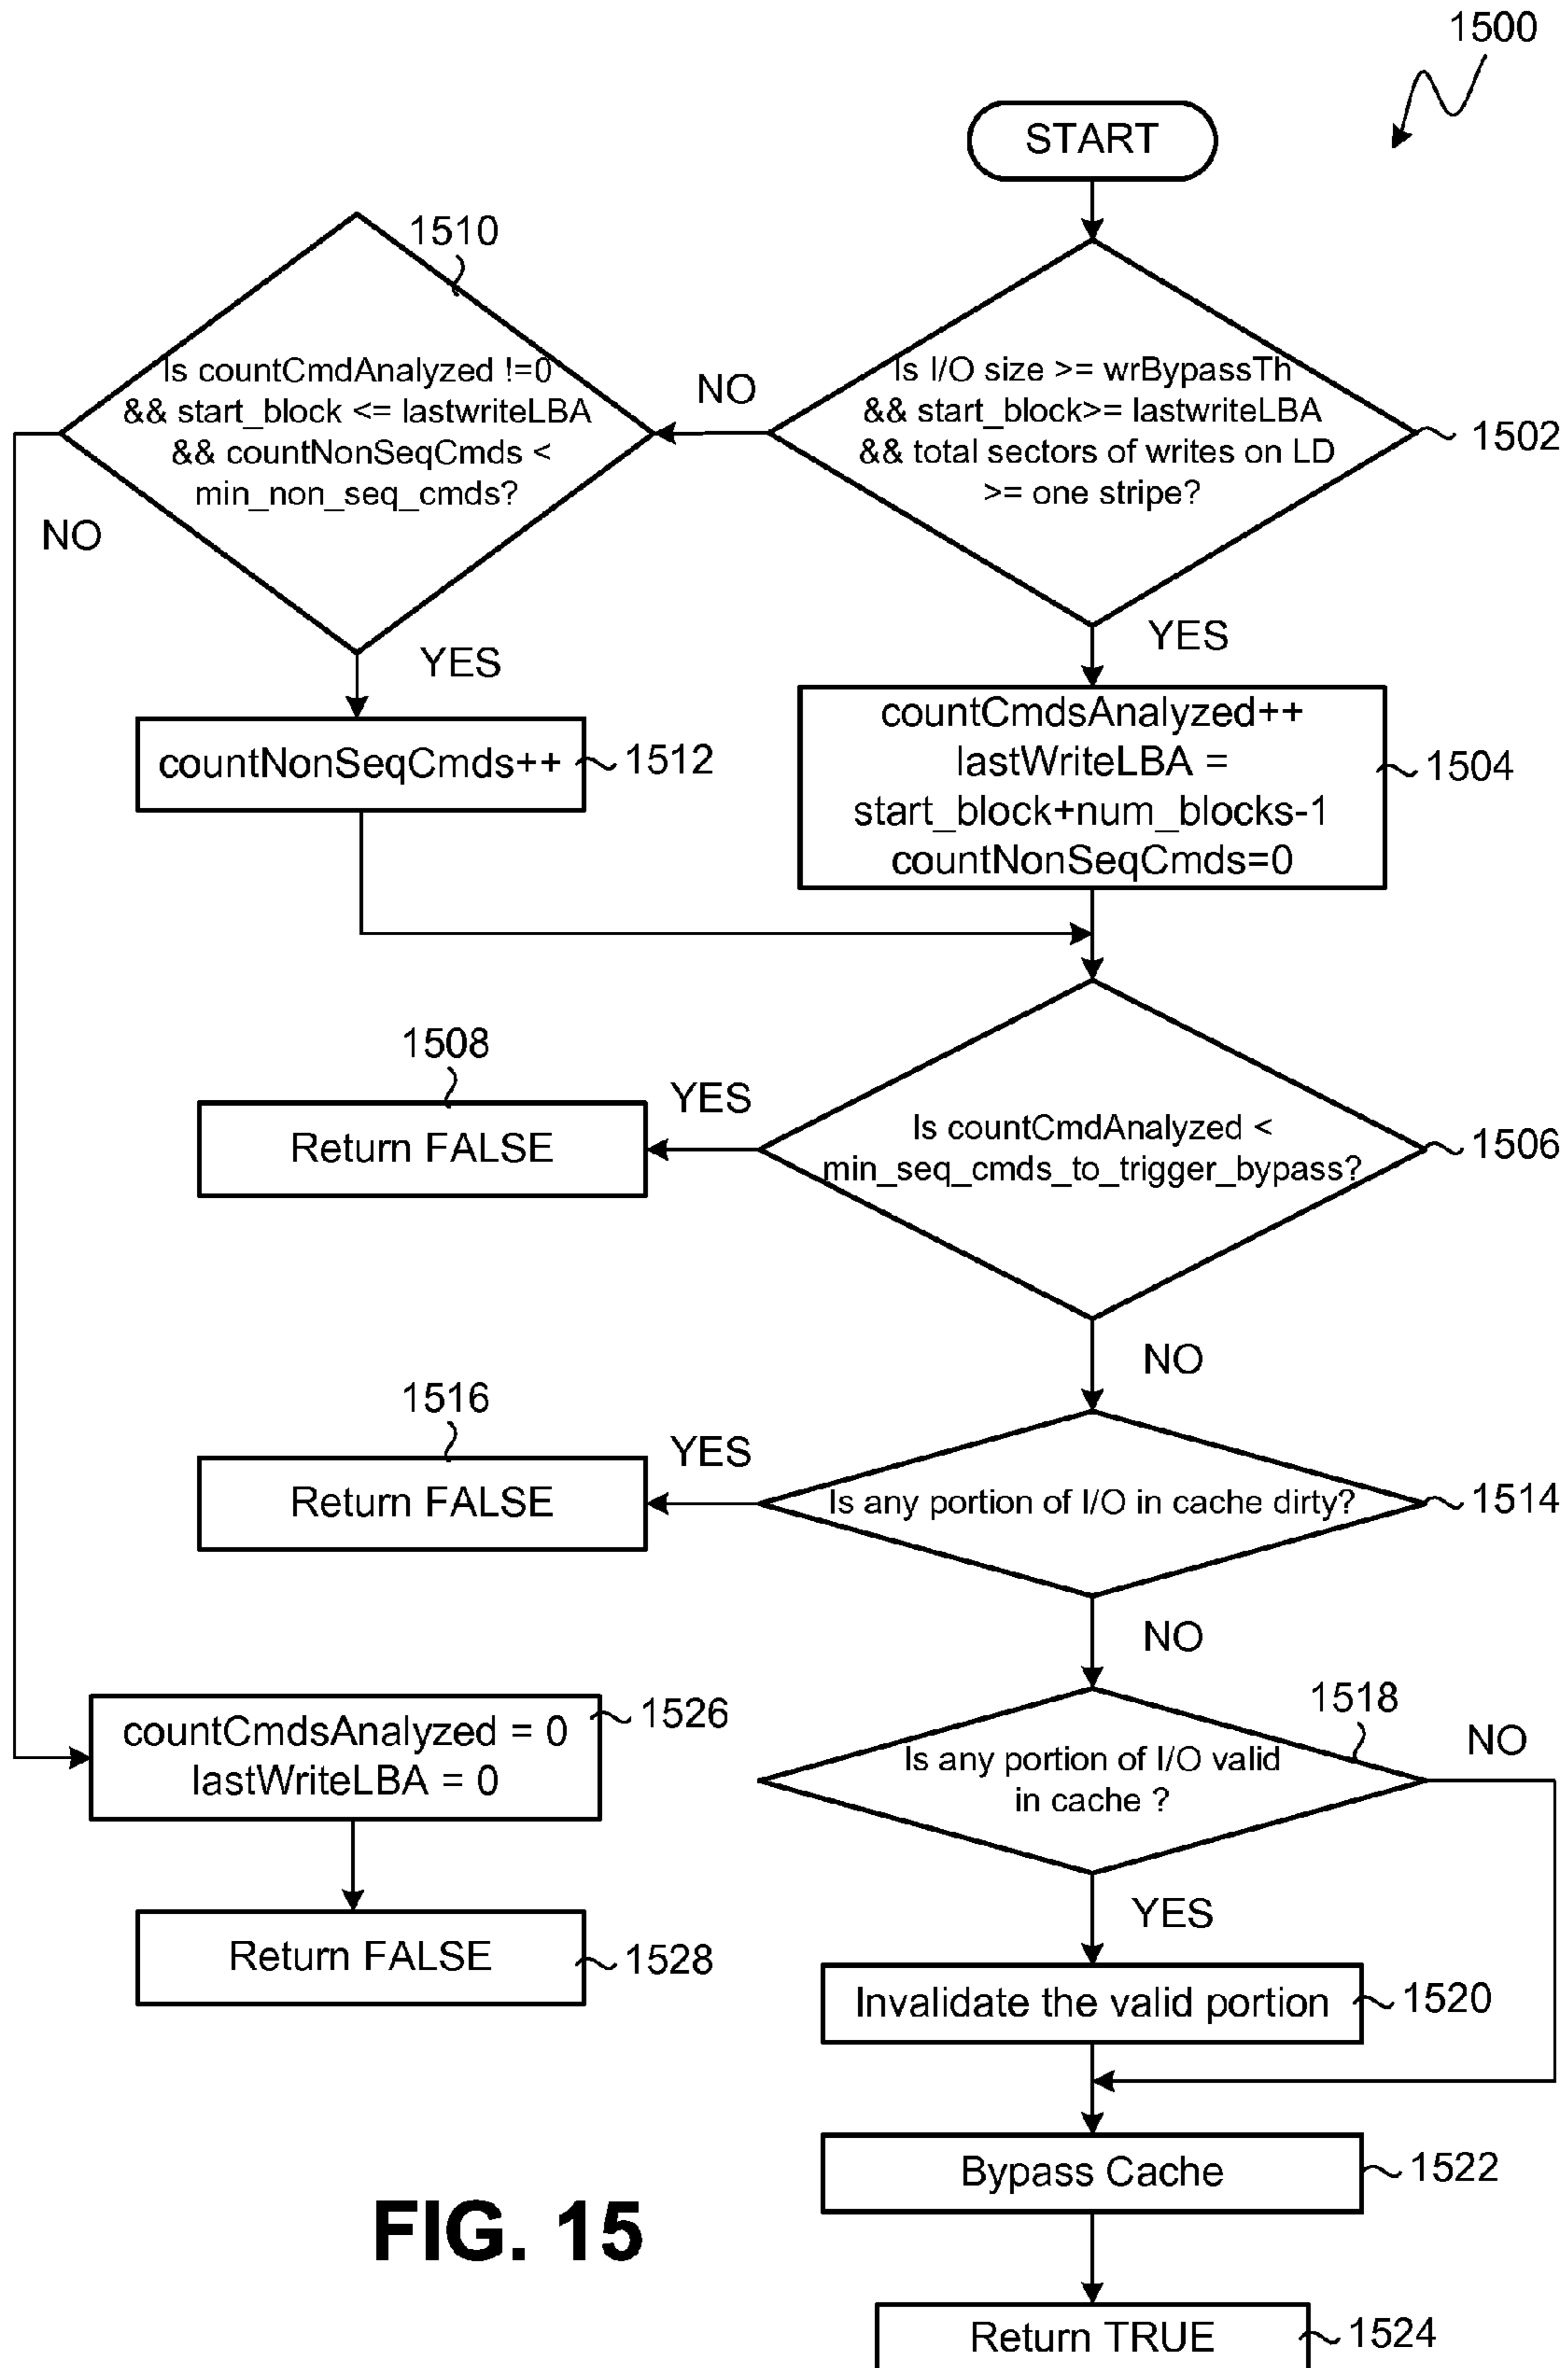 1500
START
1510
Is countCmdAnalyzed !=0
&& start_block <= lastwriteLBA
&& countNonSeqCmds <
min_non_seq_cmds?
NO
Is I/O size >= wrBypassTh
&& start_block>= lastwriteLBA
&& total sectors of writes on LD
>= one stripe?
1502
NO
YES
YES
countNonSeqCmds++
1512
countCmdsAnalyzed++
lastWriteLBA =
start_block+num_blocks-1
countNonSeqCmds=0
1504
1508
Return FALSE
YES
Is countCmdAnalyzed <
min_seq_cmds_to_trigger_bypass?
1506
NO
1516
Return FALSE
YES
Is any portion of I/O in cache dirty?
1514
NO
countCmdsAnalyzed = 0
lastWriteLBA = 0
1526
1518
Is any portion of I/O valid
in cache ?
NO
Return FALSE
1528
YES
Invalidate the valid portion
1520
Bypass Cache
1522
FIG. 15
Return TRUE
1524